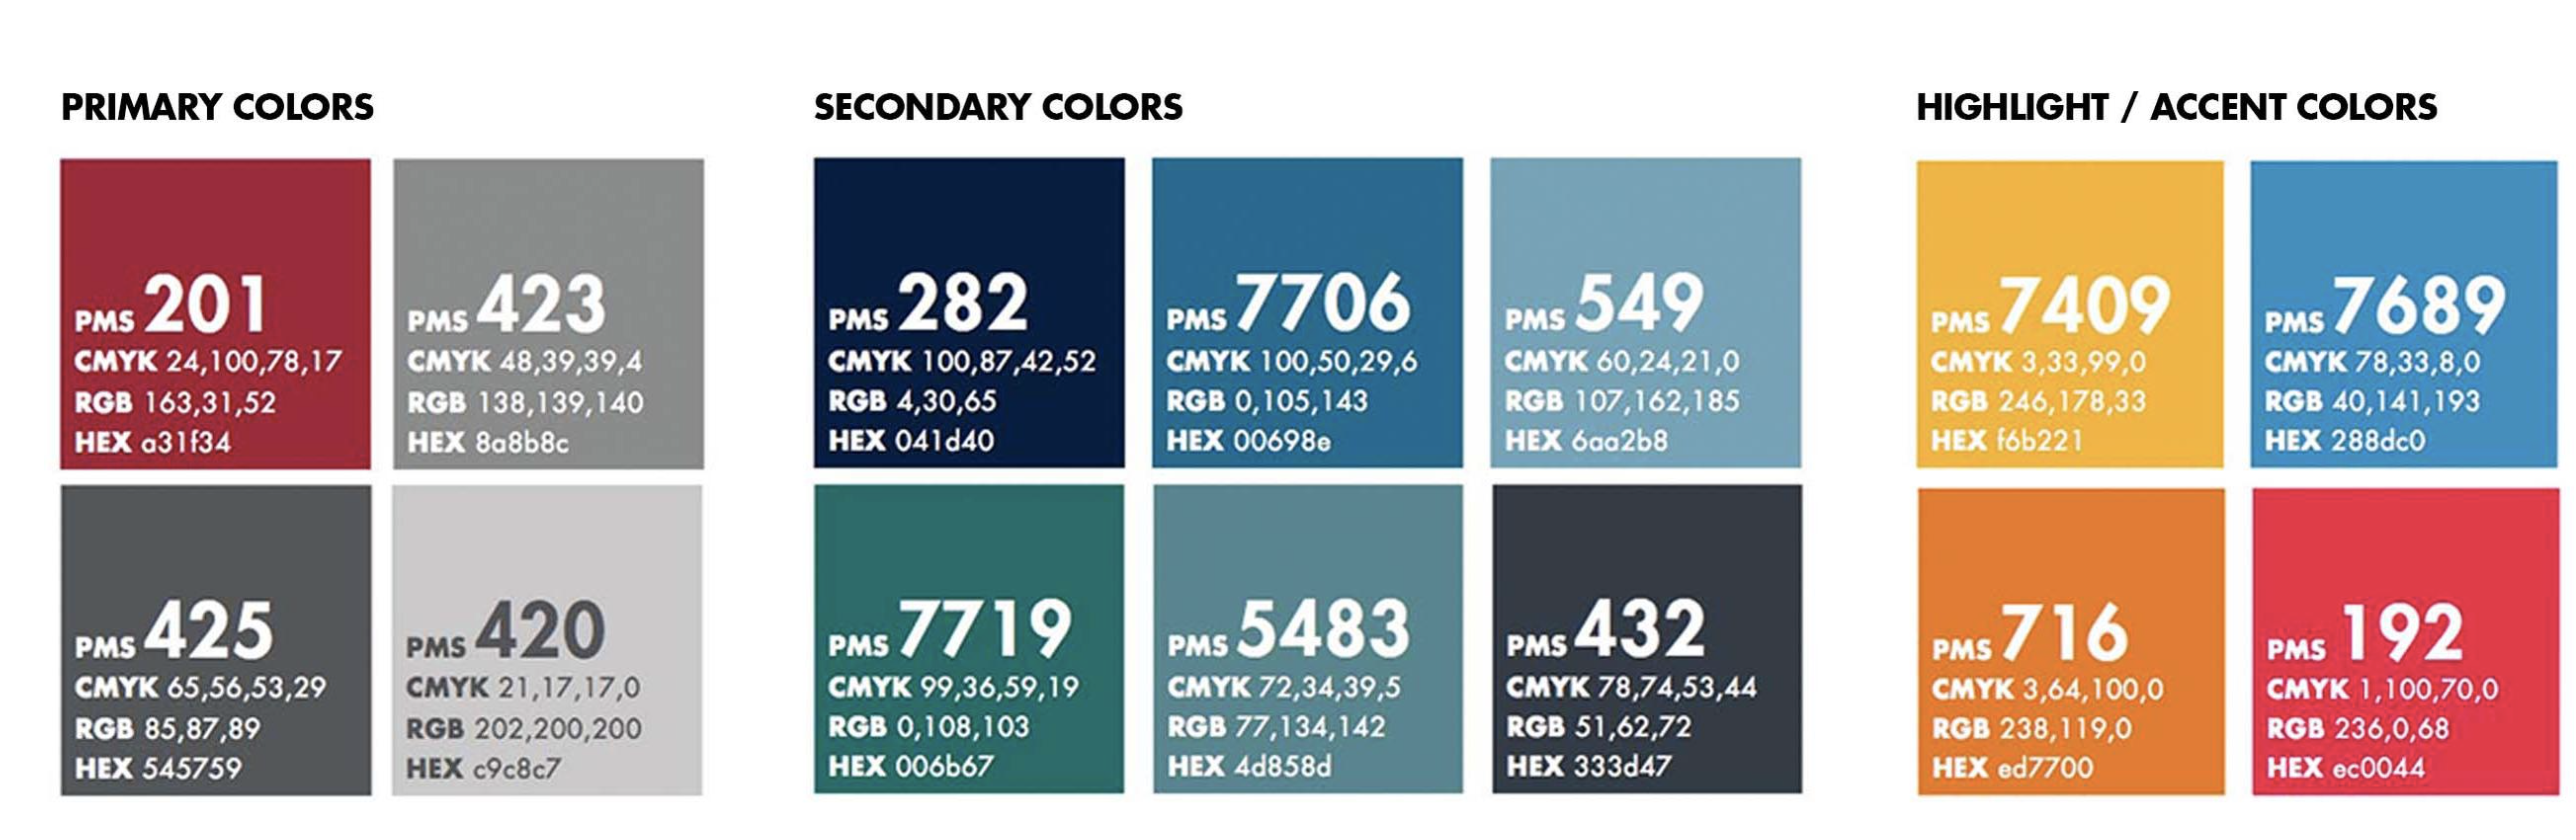 PRIMARY COLORS
PMS 201
CMYK 24,100,78,17
RGB 163,31,52
HEX a31f34
PMS 423
CMYK 48,39,39,4
RGB 138,139,140
HEX 8a8b8c
PMS 425
CMYK 65,56,53,29
RGB 85,87,89
HEX 545759
PMS 420
CMYK 21,17,17,0
RGB 202,200,200
HEX c9c8c7
SECONDARY COLORS
PMS 282
CMYK 100,87,42,52
RGB 4,30,65
HEX 041d40
PMS 7706
CMYK 100,50,29,6
RGB 0,105,143
HEX 00698e
PMS 549
CMYK 60,24,21,0
RGB 107,162,185
HEX 6aa2b8
PMS 7719
CMYK 99,36,59,19
RGB 0,108,103
HEX 006b67
PMS 5483
CMYK 72,34,39,5
RGB 77,134,142
HEX 4d858d
PMS 432
CMYK 78,74,53,44
RGB 51,62,72
HEX 333d47
HIGHLIGHT / ACCENT COLORS
PMS 7409
CMYK 3,33,99,0
RGB 246,178,33
HEX f6b221
PMS 7689
CMYK 78,33,8,0
RGB 40,141,193
HEX 288dc0
PMS 716
CMYK 3,64,100,0
RGB 238,119,0
HEX ed7700
PMS 192
CMYK 1,100,70,0
RGB 236,0,68
HEX ec0044